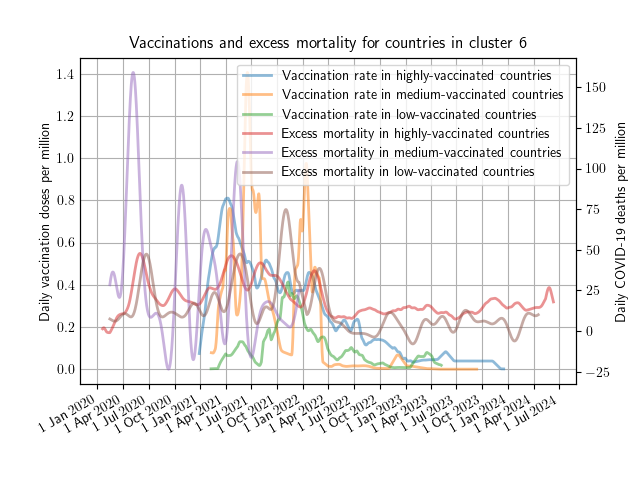 Vaccinations and excess mortality for countries in cluster 6
Vaccination rate in highly-vaccinated countries
Vaccination rate in medium-vaccinated countries
Vaccination rate in low-vaccinated countries
Excess mortality in highly-vaccinated countries
Excess mortality in medium-vaccinated countries
Excess mortality in low-vaccinated countries
Daily vaccination doses per million
1.4
1.2
1.0
0.8
0.6
0.4
0.2
0.0
Daily COVID-19 deaths per million
150
125
100
75
50
25
0
−25
1 Jan 2020
1 Apr 2020
1 Jul 2020
1 Oct 2020
1 Jan 2021
1 Apr 2021
1 Jul 2021
1 Oct 2021
1 Jan 2022
1 Apr 2022
1 Jul 2022
1 Oct 2022
1 Jan 2023
1 Apr 2023
1 Jul 2023
1 Oct 2023
1 Jan 2024
1 Apr 2024
1 Jul 2024